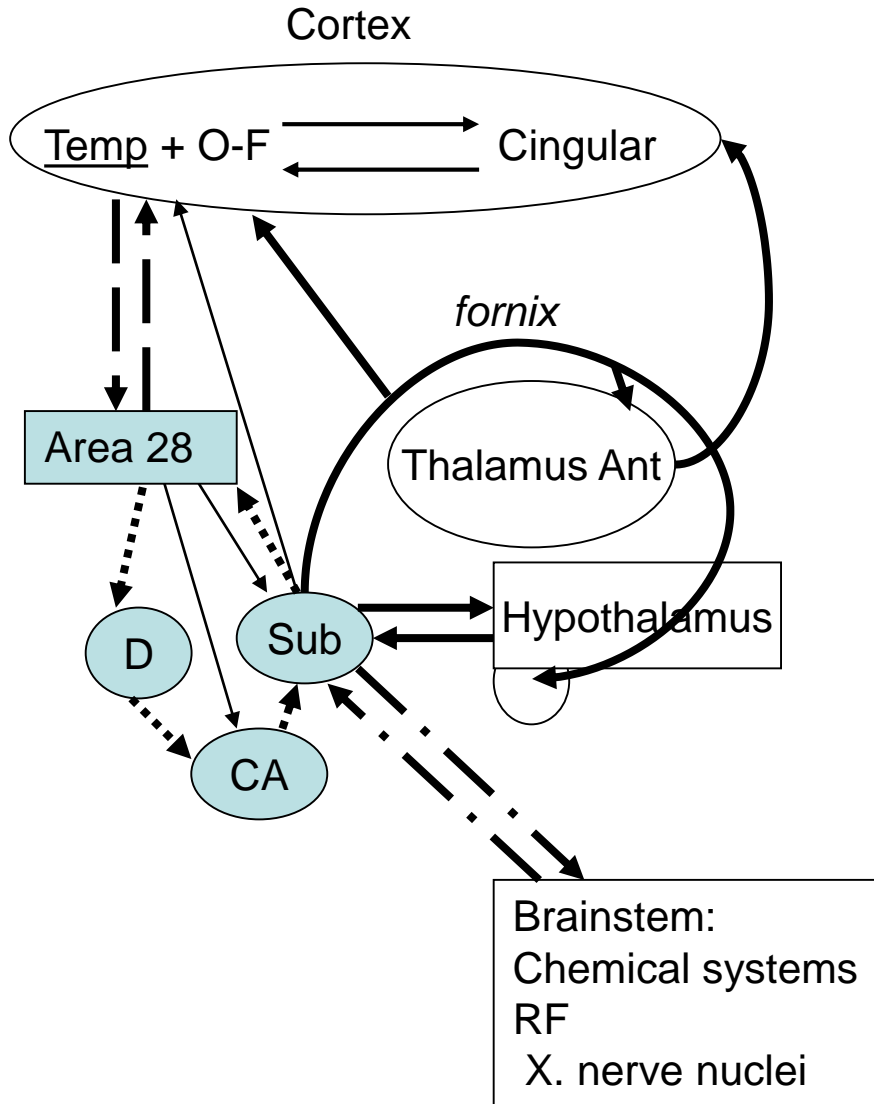 Cortex
Temp + O-F
Cingular
fornix
Area 28
Thalamus Ant
D
Sub
Hypothalamus
CA
Brainstem:
Chemical systems
RF
X. nerve nuclei